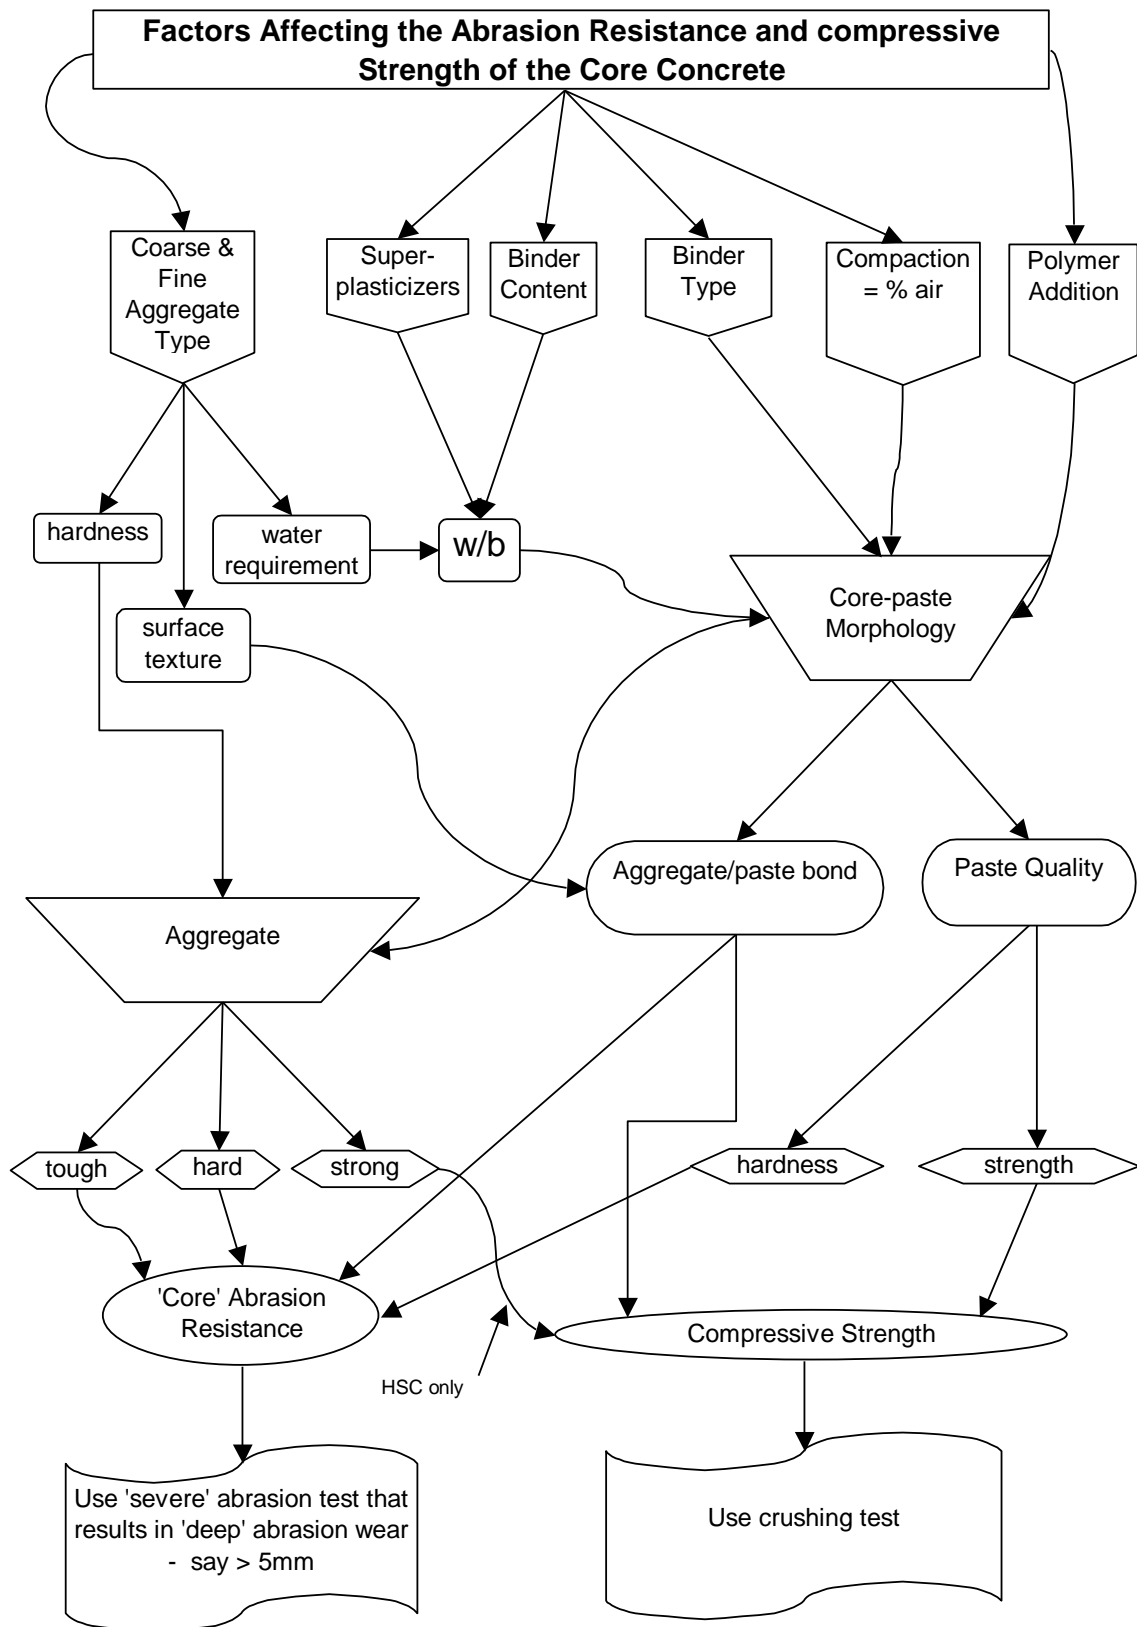 Factors Affecting the Abrasion Resistance and compressive
Strength of the Core Concrete
Coarse &
Fine
Aggregate
Type
Super-
plasticizers
Binder
Content
Binder
Type
Compaction
= % air
Polymer
Addition
hardness
water
requirement
w/b
surface
texture
Core-paste
Morphology
Aggregate/paste bond
Paste Quality
Aggregate
tough
hard
strong
hardness
strength
'Core' Abrasion
Resistance
Compressive Strength
HSC only
Use 'severe' abrasion test that
results in 'deep' abrasion wear
- say > 5mm
Use crushing test